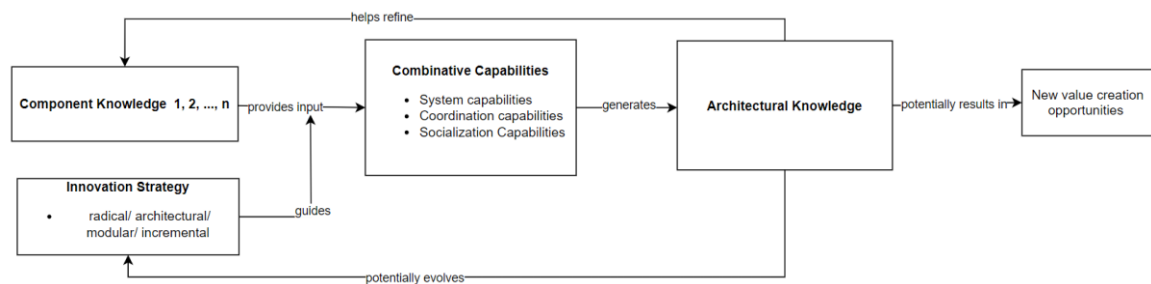 helps refine
Component Knowledge 1, 2, ..., n
provides input
Combinative Capabilities
• System capabilities
• Coordination capabilities
• Socialization Capabilities
generates
Architectural Knowledge
potentially results in
New value creation
opportunities
Innovation Strategy
• radical/ architectural/
modular/ incremental
guides
potentially evolves